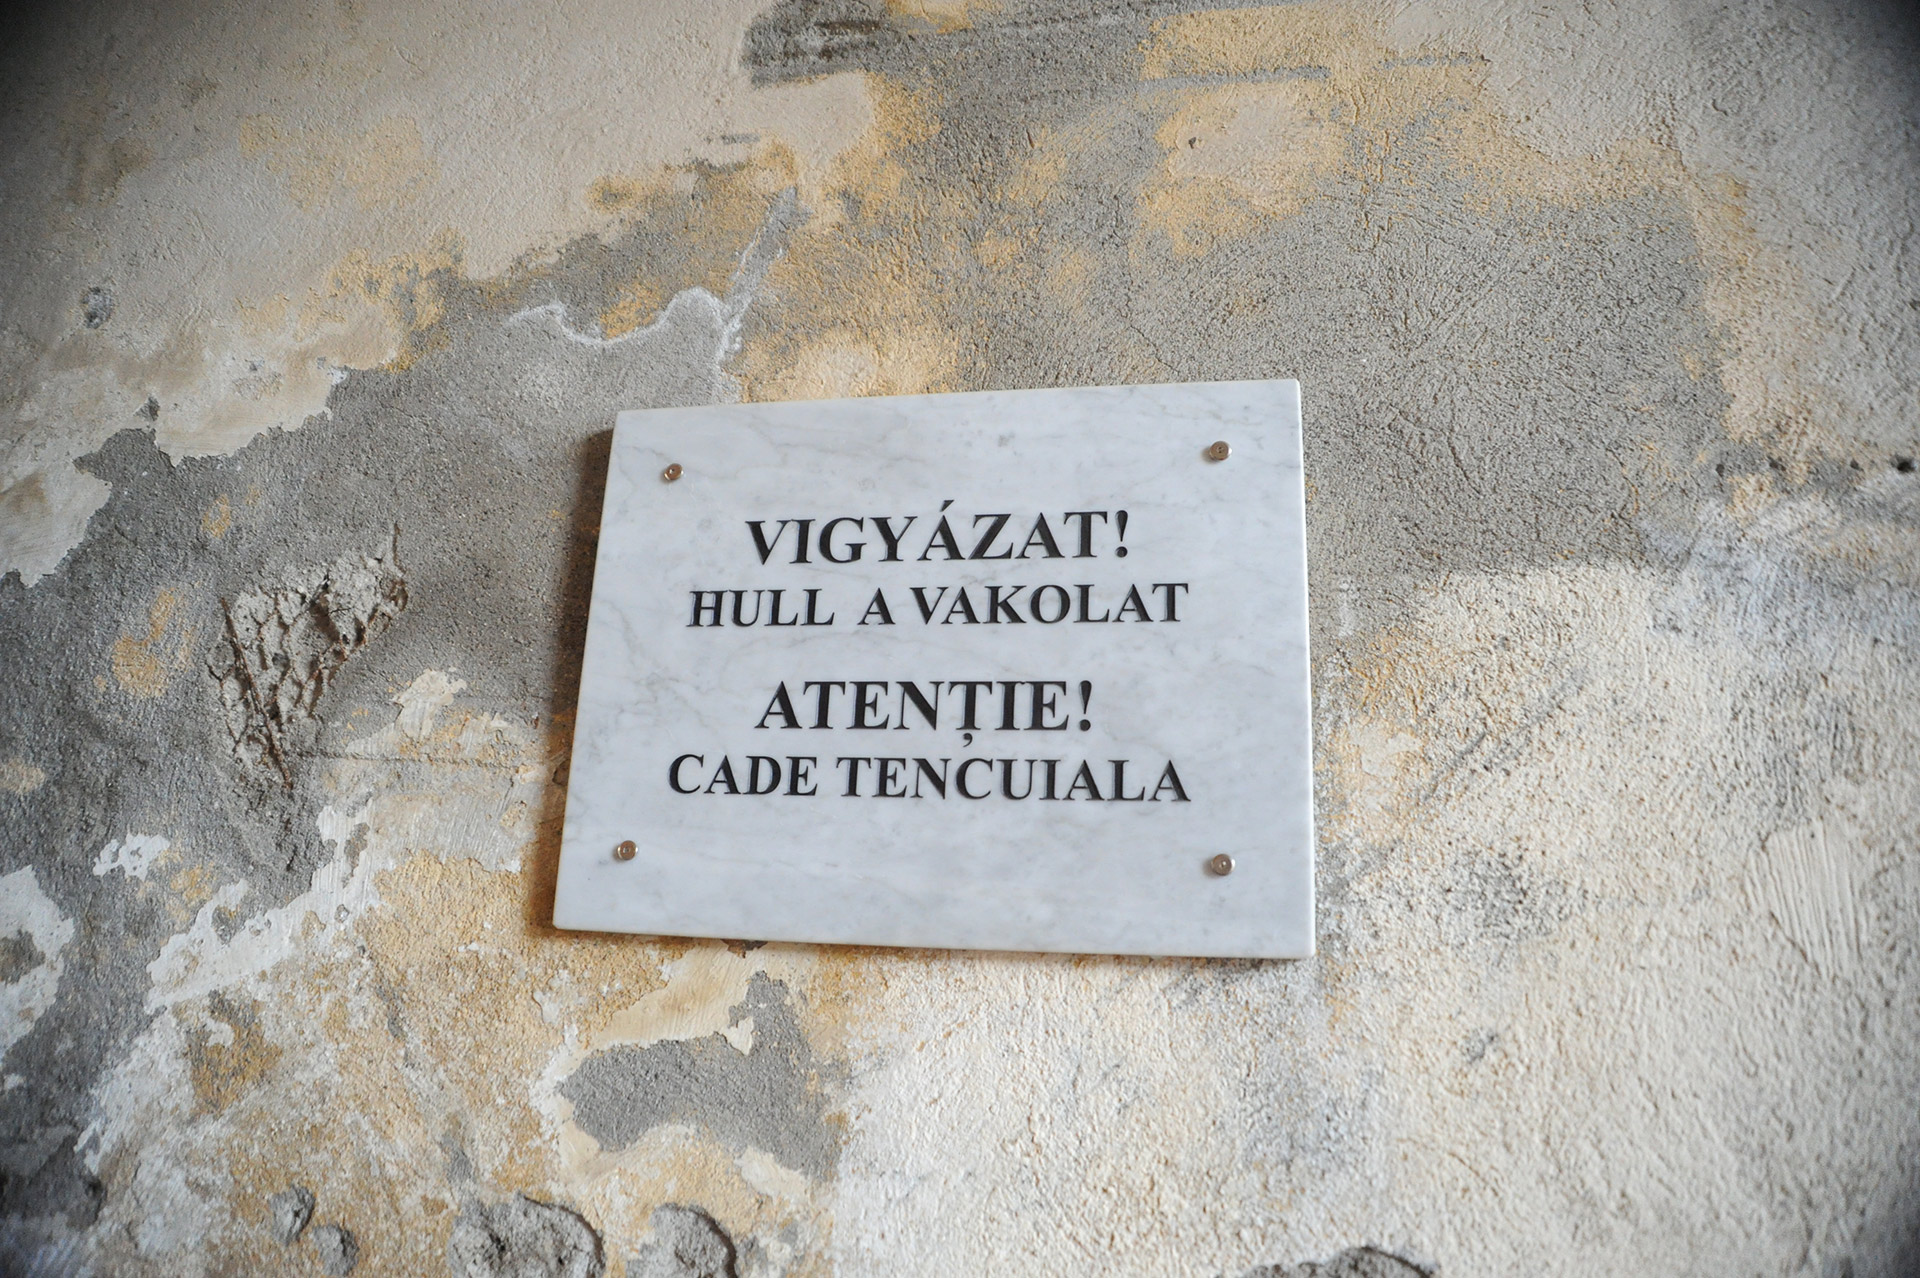 VIGYÁZAT!
HULL A VAKOLAT
ATENȚIE!
CADE TENCUIALA